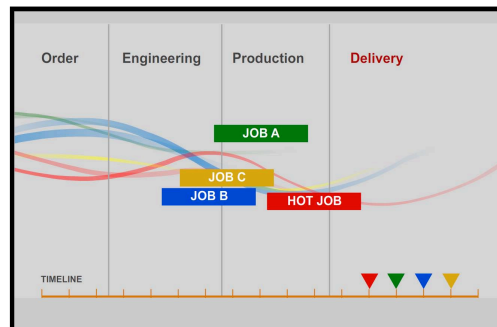 Order Engineering Production Delivery
JOB A
JOB C
JOB B
HOT JOB
TIMELINE